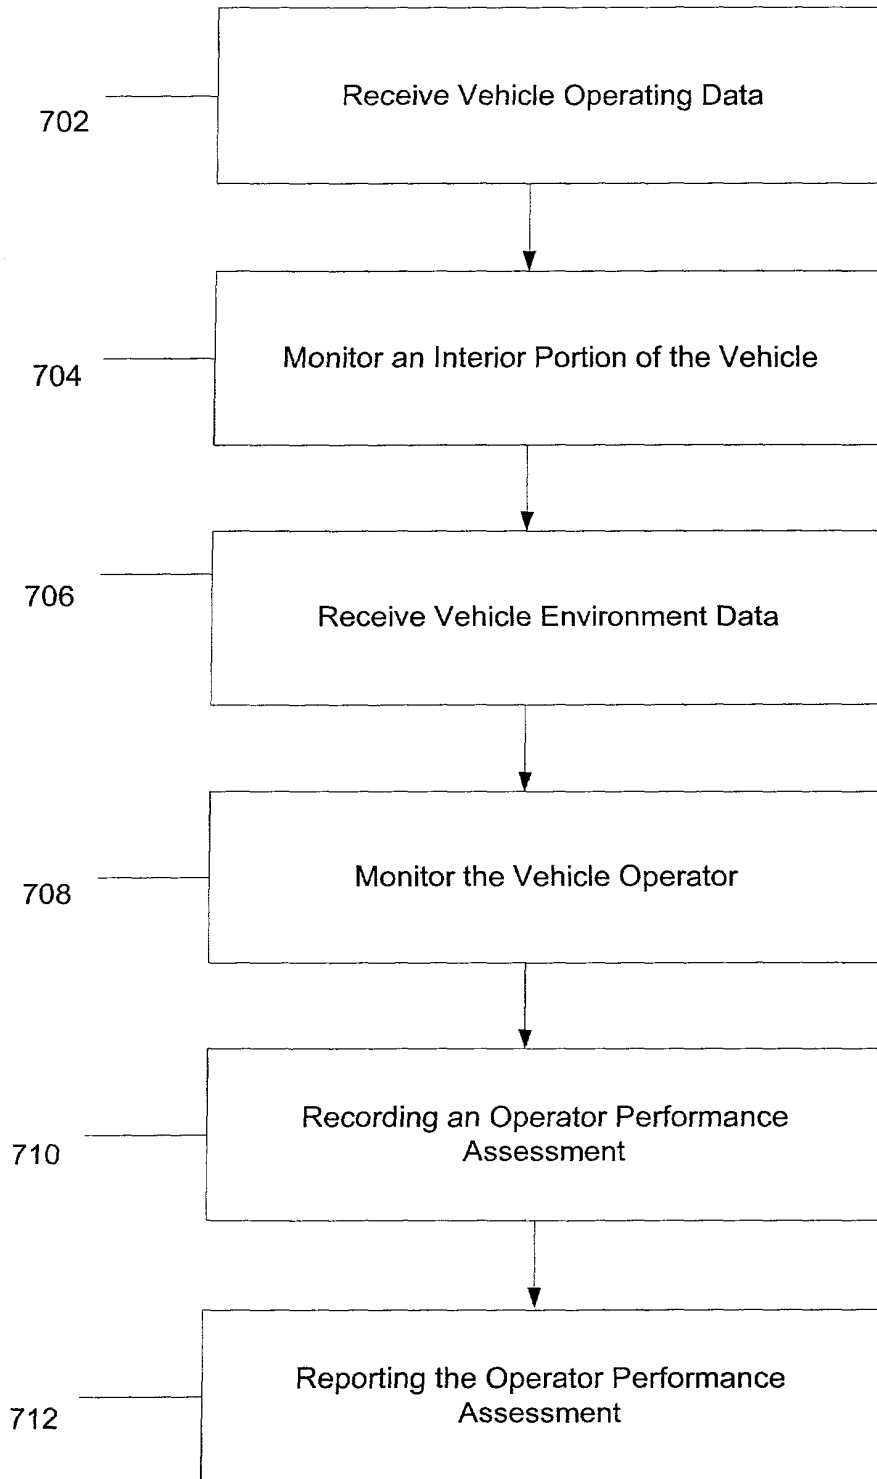 702
Receive Vehicle Operating Data
704
Monitor an Interior Portion of the Vehicle
706
Receive Vehicle Environment Data
708
Monitor the Vehicle Operator
710
Recording an Operator Performance
Assessment
712
Reporting the Operator Performance
Assessment